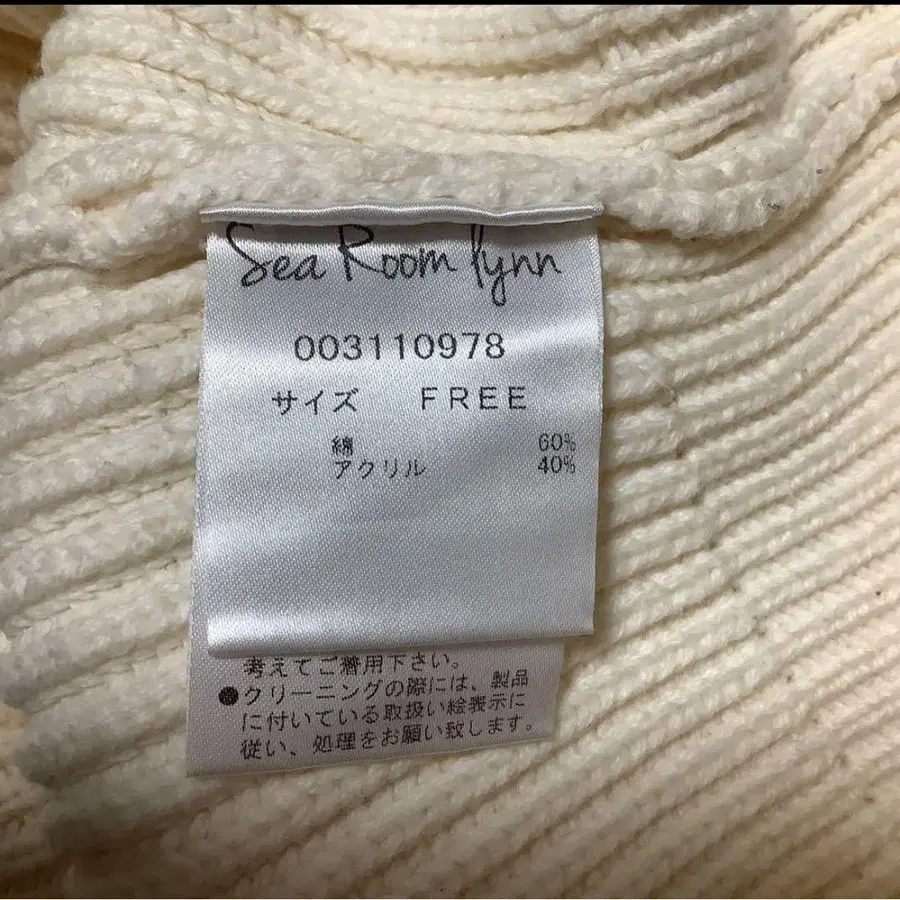 Sea Room lynn
003110978
サイズ FREE
綿 60%
アクリル 40%
考えてご着用下さい。
●クリーニングの際には、製品
に付いている取扱い絵表示に
従い、処理をお願い致します。